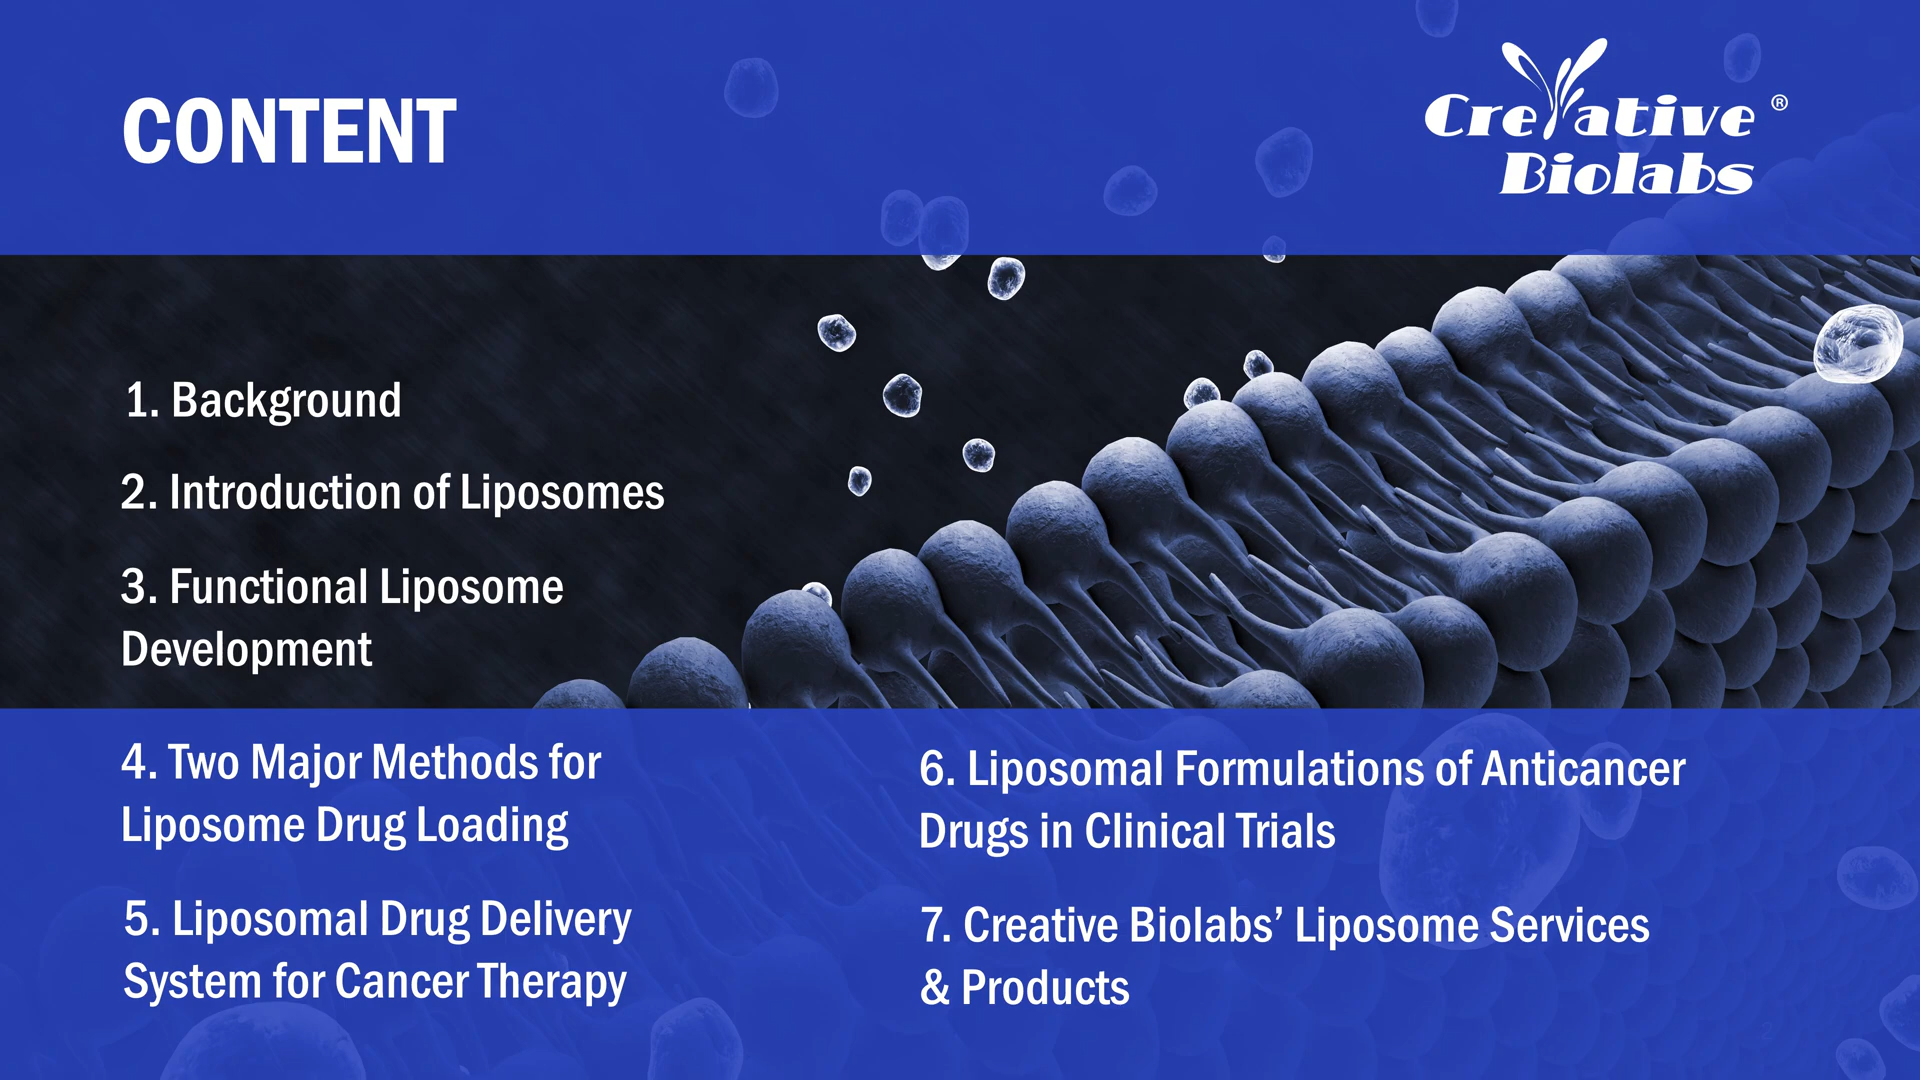 CONTENT
Creative ®
Biolabs
1. Background
2. Introduction of Liposomes
3. Functional Liposome
Development
4. Two Major Methods for
Liposome Drug Loading
5. Liposomal Drug Delivery
System for Cancer Therapy
6. Liposomal Formulations of Anticancer
Drugs in Clinical Trials
7. Creative Biolabs’ Liposome Services
& Products